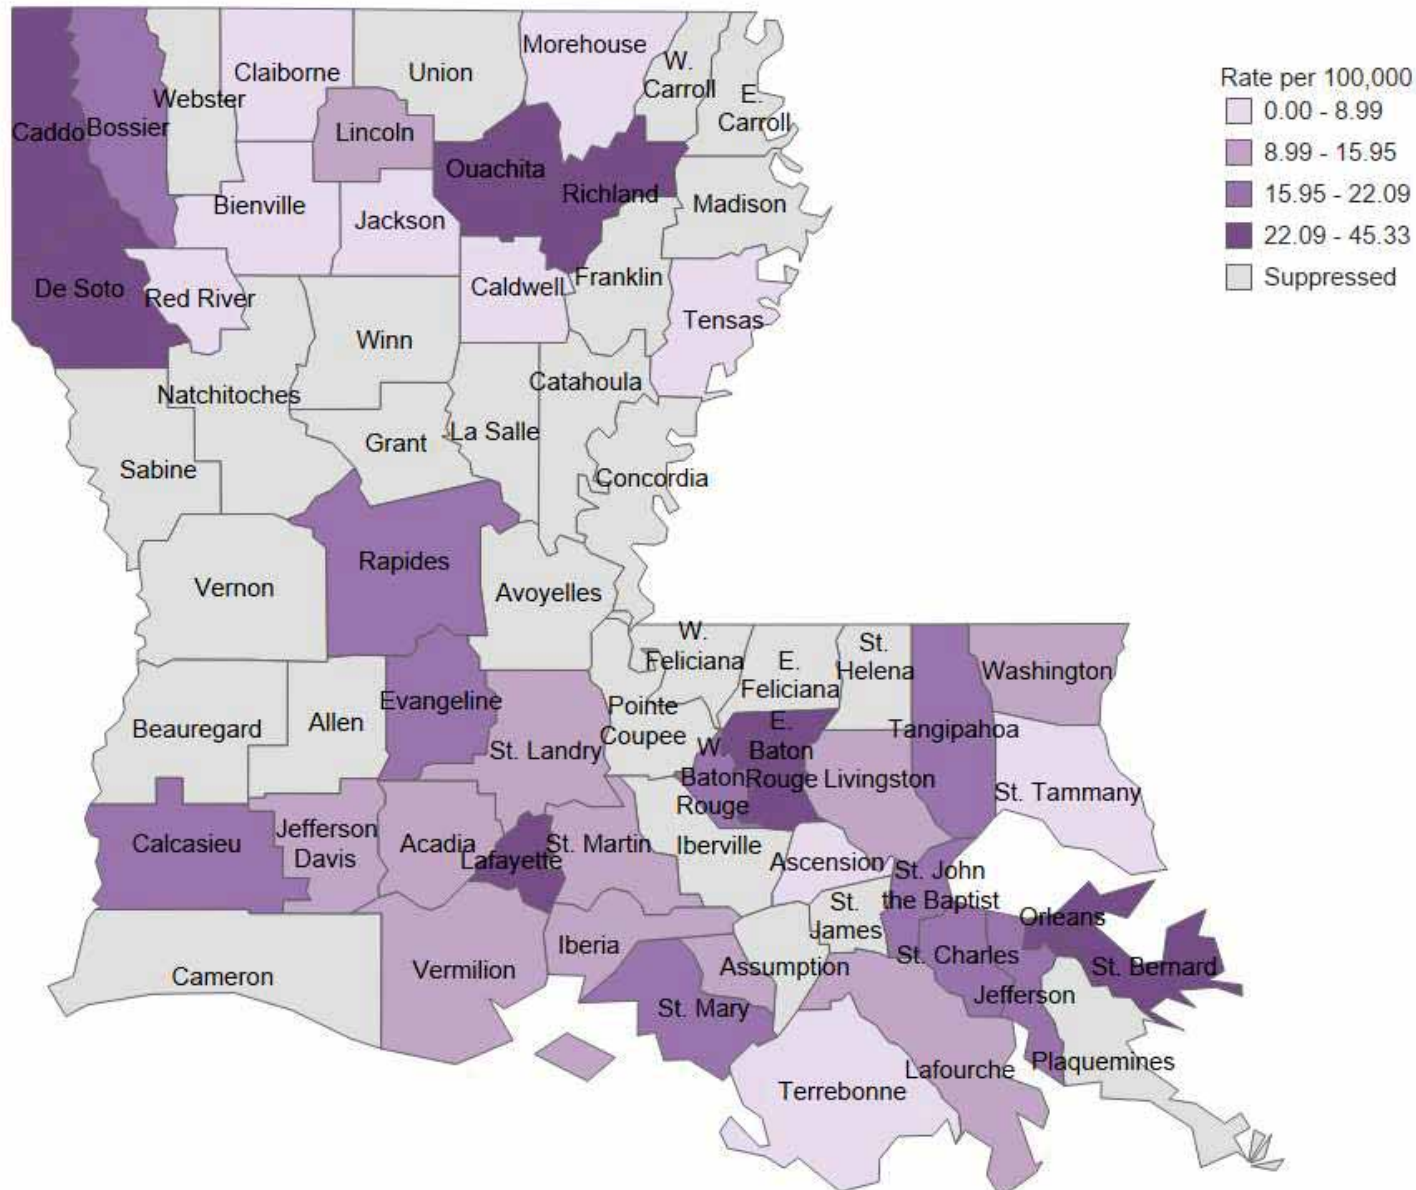 Rate per 100,000
0.00 - 8.99
8.99 - 15.95
15.95 - 22.09
22.09 - 45.33
Suppressed
Morehouse
W.
Carroll
E.
Carroll
Claiborne
Union
Webster
Caddo
Bossier
Lincoln
Ouachita
Richland
Madison
Bienville
Jackson
De Soto
Red River
Caldwell
Franklin
Tensas
Winn
Natchitoches
Catahoula
Grant
La Salle
Sabine
Concordia
Rapides
Vernon
Avoyelles
W.
Feliciana
E.
Feliciana
St.
Helena
Washington
Evangeline
Pointe
Coupee
Beauregard
Allen
Tangipahoa
St. Landry
E.
Baton
Rouge
W.
Baton
Rouge
Livingston
St. Tammany
Calcasieu
Jefferson
Davis
Acadia
Lafayette
St. Martin
Iberville
Ascension
St. John
the Baptist
St.
James
Orleans
Iberia
Cameron
Vermilion
Assumption
St. Charles
St. Bernard
Jefferson
St. Mary
Plaquemines
Lafourche
Terrebonne